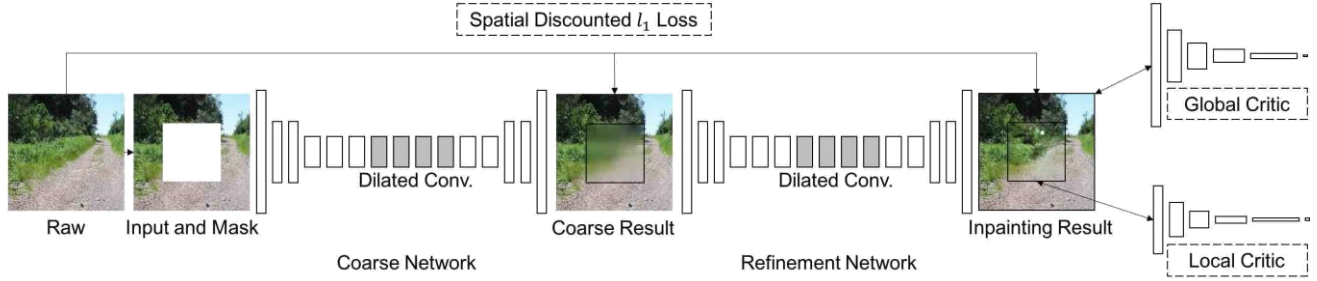 Spatial Discounted l₁ Loss
Global Critic
Dilated Conv.
Dilated Conv.
Raw
Input and Mask
Coarse Result
Inpainting Result
Coarse Network
Refinement Network
Local Critic